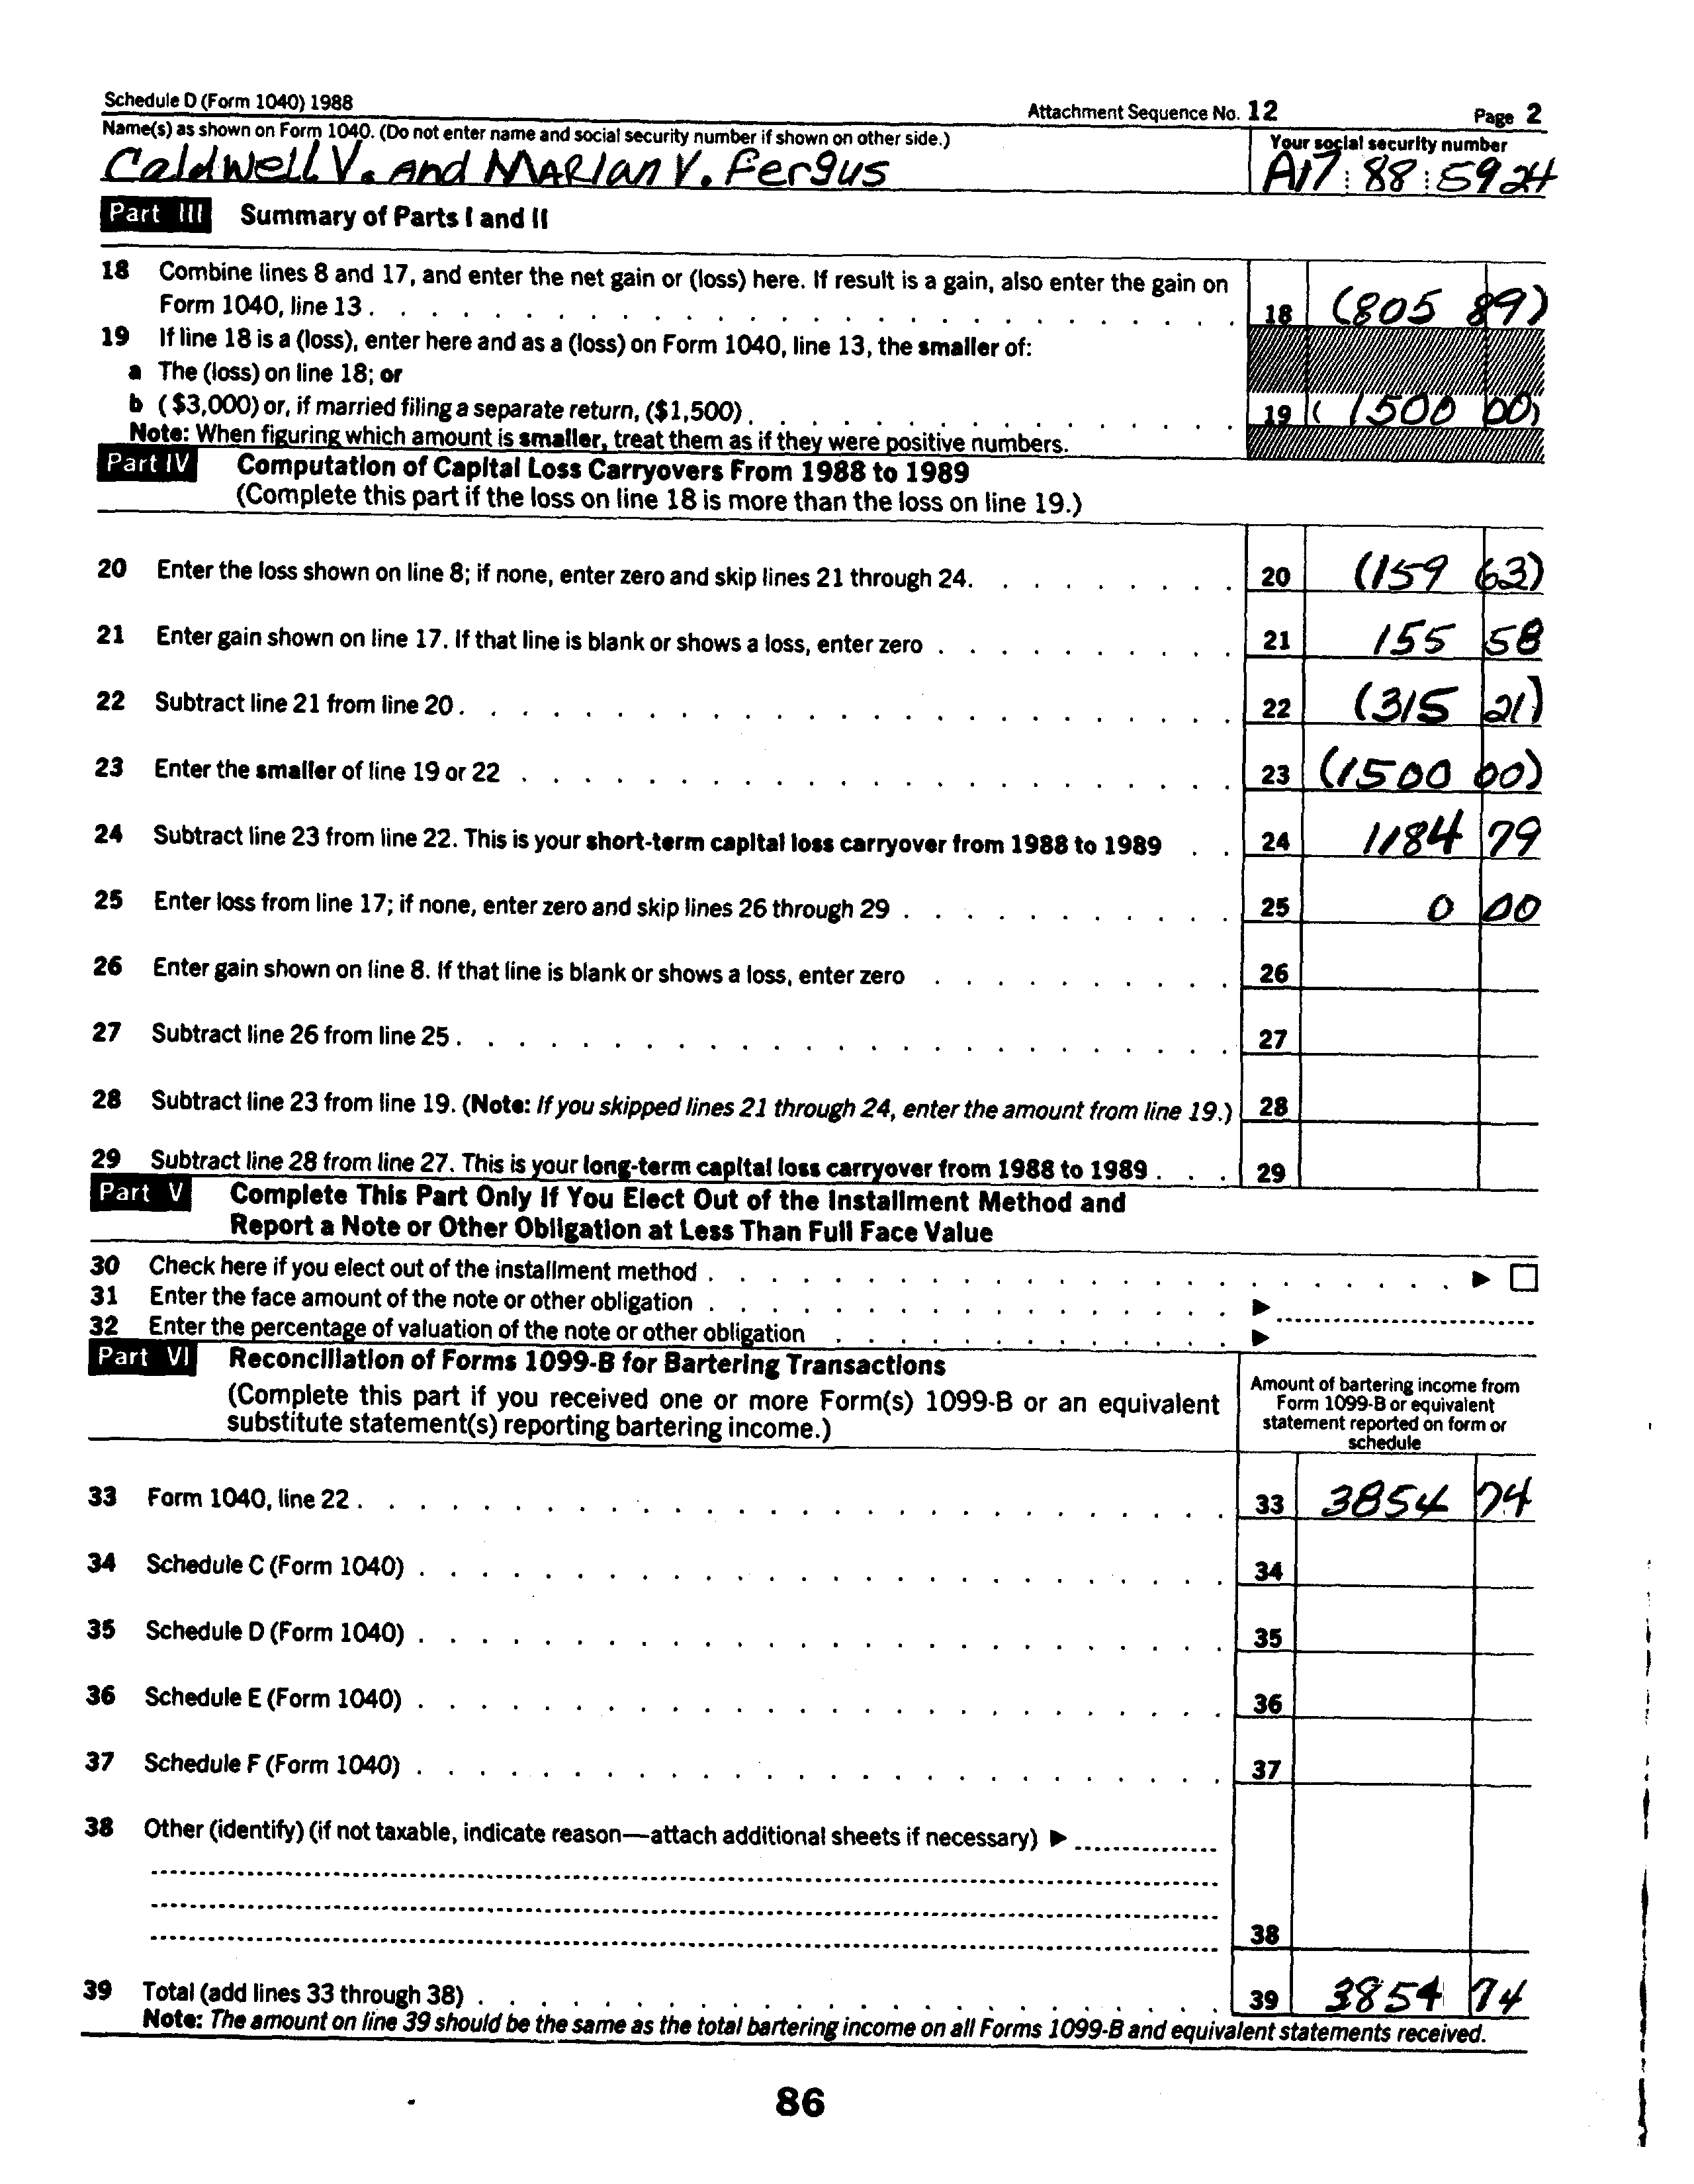 Schedule D (Form 1040) 1988 Attachment Sequence No. 12 Page 2
Name(s) as shown on Form 1040. (Do not enter name and social security number if shown on other side.) Your social security number
Caldwell V. and Marian V. Fergus A17:88:5924
Part III Summary of Parts I and II
18 Combine lines 8 and 17, and enter the net gain or (loss) here. If result is a gain, also enter the gain on
Form 1040, line 13 . . . . 18 (805 89)
19 If line 18 is a (loss), enter here and as a (loss) on Form 1040, line 13, the smaller of:
a The (loss) on line 18; or
b ($3,000) or, if married filing a separate return, ($1,500) . . . . 19 ( 1500 00)
Note: When figuring which amount is smaller, treat them as if they were positive numbers.
Part IV Computation of Capital Loss Carryovers From 1988 to 1989
(Complete this part if the loss on line 18 is more than the loss on line 19.)
20 Enter the loss shown on line 8; if none, enter zero and skip lines 21 through 24. . . . . 20 (159 63)
21 Enter gain shown on line 17. If that line is blank or shows a loss, enter zero . . . . 21 155 58
22 Subtract line 21 from line 20 . . . . 22 (315 21)
23 Enter the smaller of line 19 or 22 . . . . 23 (1500 00)
24 Subtract line 23 from line 22. This is your short-term capital loss carryover from 1988 to 1989 . . 24 1184 79
25 Enter loss from line 17; if none, enter zero and skip lines 26 through 29 . . . . 25 0 00
26 Enter gain shown on line 8. If that line is blank or shows a loss, enter zero . . . . 26
27 Subtract line 26 from line 25 . . . . 27
28 Subtract line 23 from line 19. (Note: If you skipped lines 21 through 24, enter the amount from line 19.) 28
29 Subtract line 28 from line 27. This is your long-term capital loss carryover from 1988 to 1989 . . . 29
Part V Complete This Part Only If You Elect Out of the Installment Method and
Report a Note or Other Obligation at Less Than Full Face Value
30 Check here if you elect out of the installment method . . . . ▶ ☐
31 Enter the face amount of the note or other obligation . . . . ▶
32 Enter the percentage of valuation of the note or other obligation . . . . ▶
Part VI Reconciliation of Forms 1099-B for Bartering Transactions
(Complete this part if you received one or more Form(s) 1099-B or an equivalent
substitute statement(s) reporting bartering income.)
Amount of bartering income from
Form 1099-B or equivalent
statement reported on form or
schedule
33 Form 1040, line 22 . . . . 33 3854 74
34 Schedule C (Form 1040) . . . . 34
35 Schedule D (Form 1040) . . . . 35
36 Schedule E (Form 1040) . . . . 36
37 Schedule F (Form 1040) . . . . 37
38 Other (identify) (if not taxable, indicate reason—attach additional sheets if necessary) ▶
38
39 Total (add lines 33 through 38) . . . . 39 3854 74
Note: The amount on line 39 should be the same as the total bartering income on all Forms 1099-B and equivalent statements received.
86